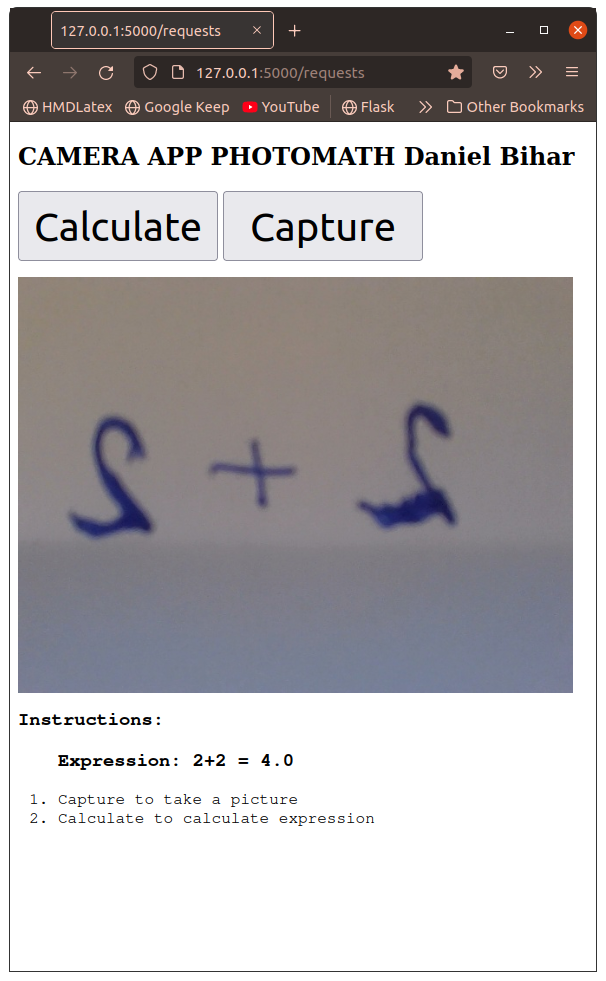 127.0.0.1:5000/requests
127.0.0.1:5000/requests
HMDLatex Google Keep YouTube Flask Other Bookmarks
CAMERA APP PHOTOMATH Daniel Bihar
Calculate Capture
2 + 2
Instructions:
Expression: 2+2 = 4.0
1. Capture to take a picture
2. Calculate to calculate expression